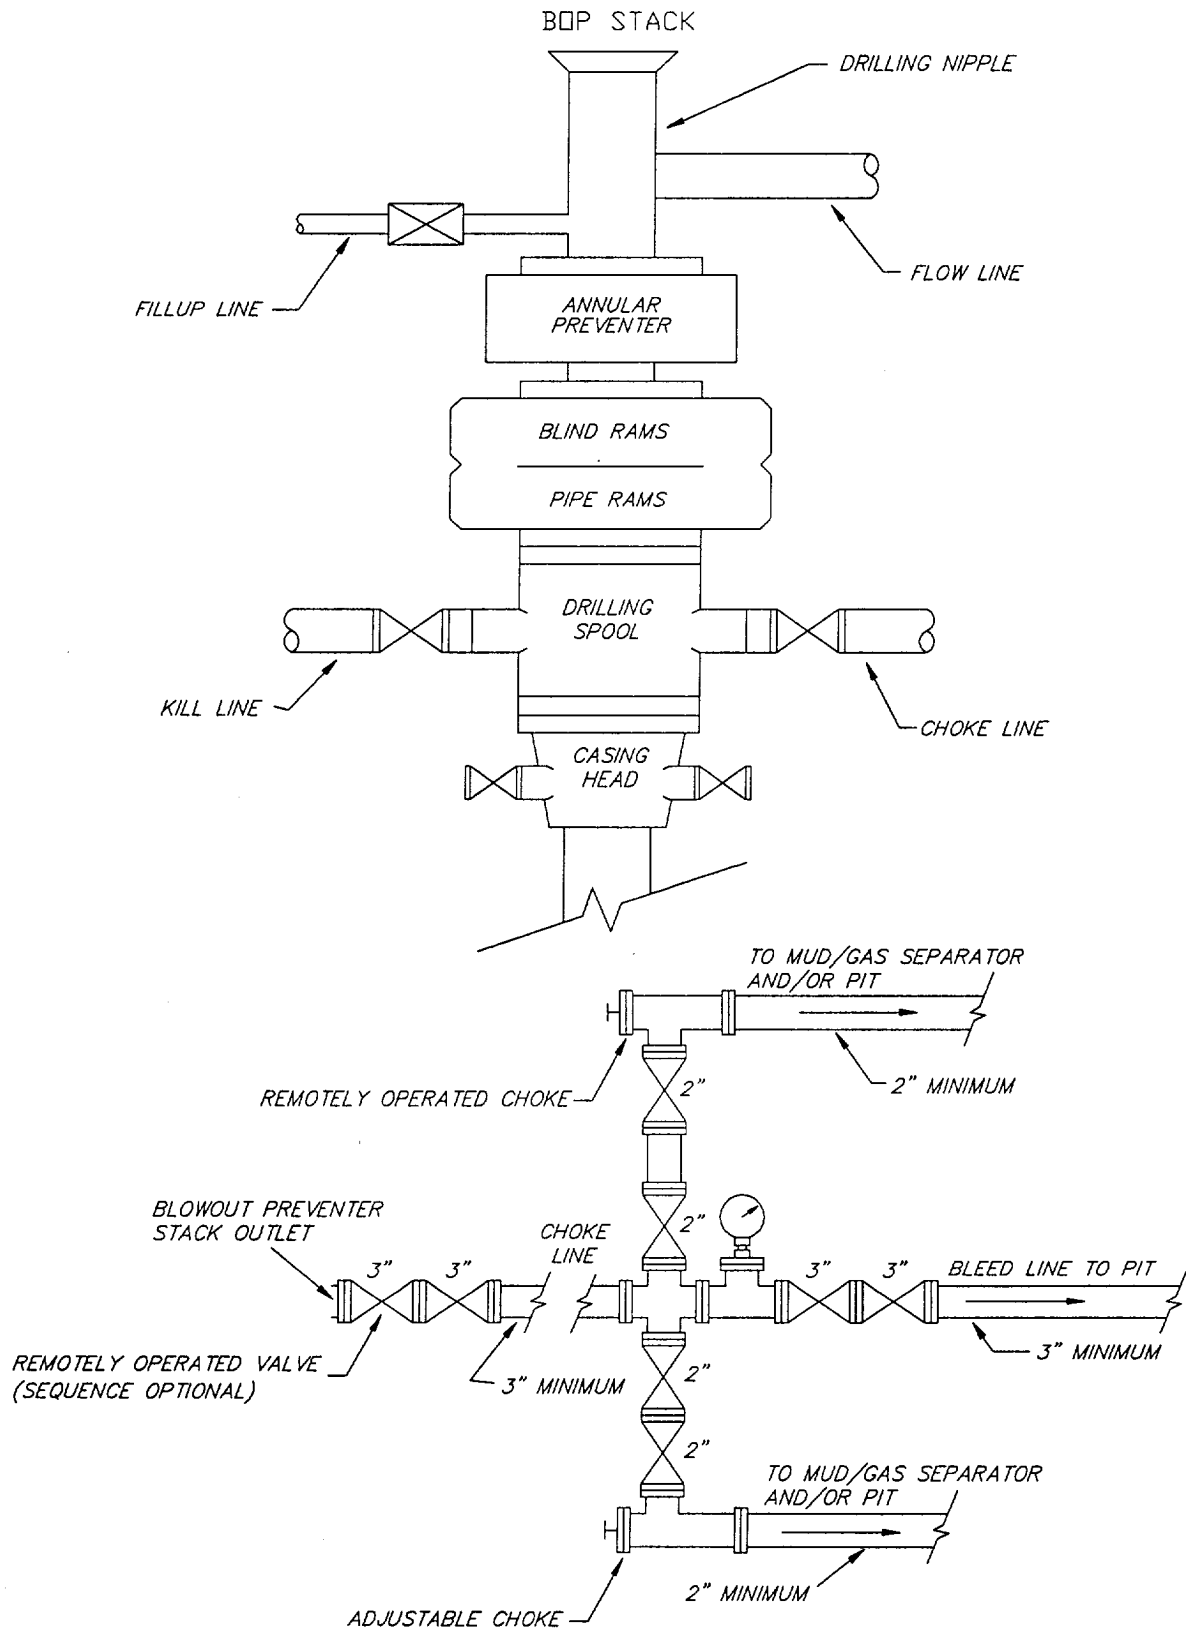 BOP STACK
DRILLING NIPPLE
FLOW LINE
FILLUP LINE
ANNULAR
PREVENTER
BLIND RAMS
PIPE RAMS
DRILLING
SPOOL
KILL LINE
CHOKE LINE
CASING
HEAD
TO MUD/GAS SEPARATOR
AND/OR PIT
2" MINIMUM
2"
REMOTELY OPERATED CHOKE
BLOWOUT PREVENTER
STACK OUTLET
2"
CHOKE
LINE
3" 3"
3" 3"
BLEED LINE TO PIT
REMOTELY OPERATED VALVE
(SEQUENCE OPTIONAL)
3" MINIMUM
3" MINIMUM
2"
2"
TO MUD/GAS SEPARATOR
AND/OR PIT
2" MINIMUM
ADJUSTABLE CHOKE